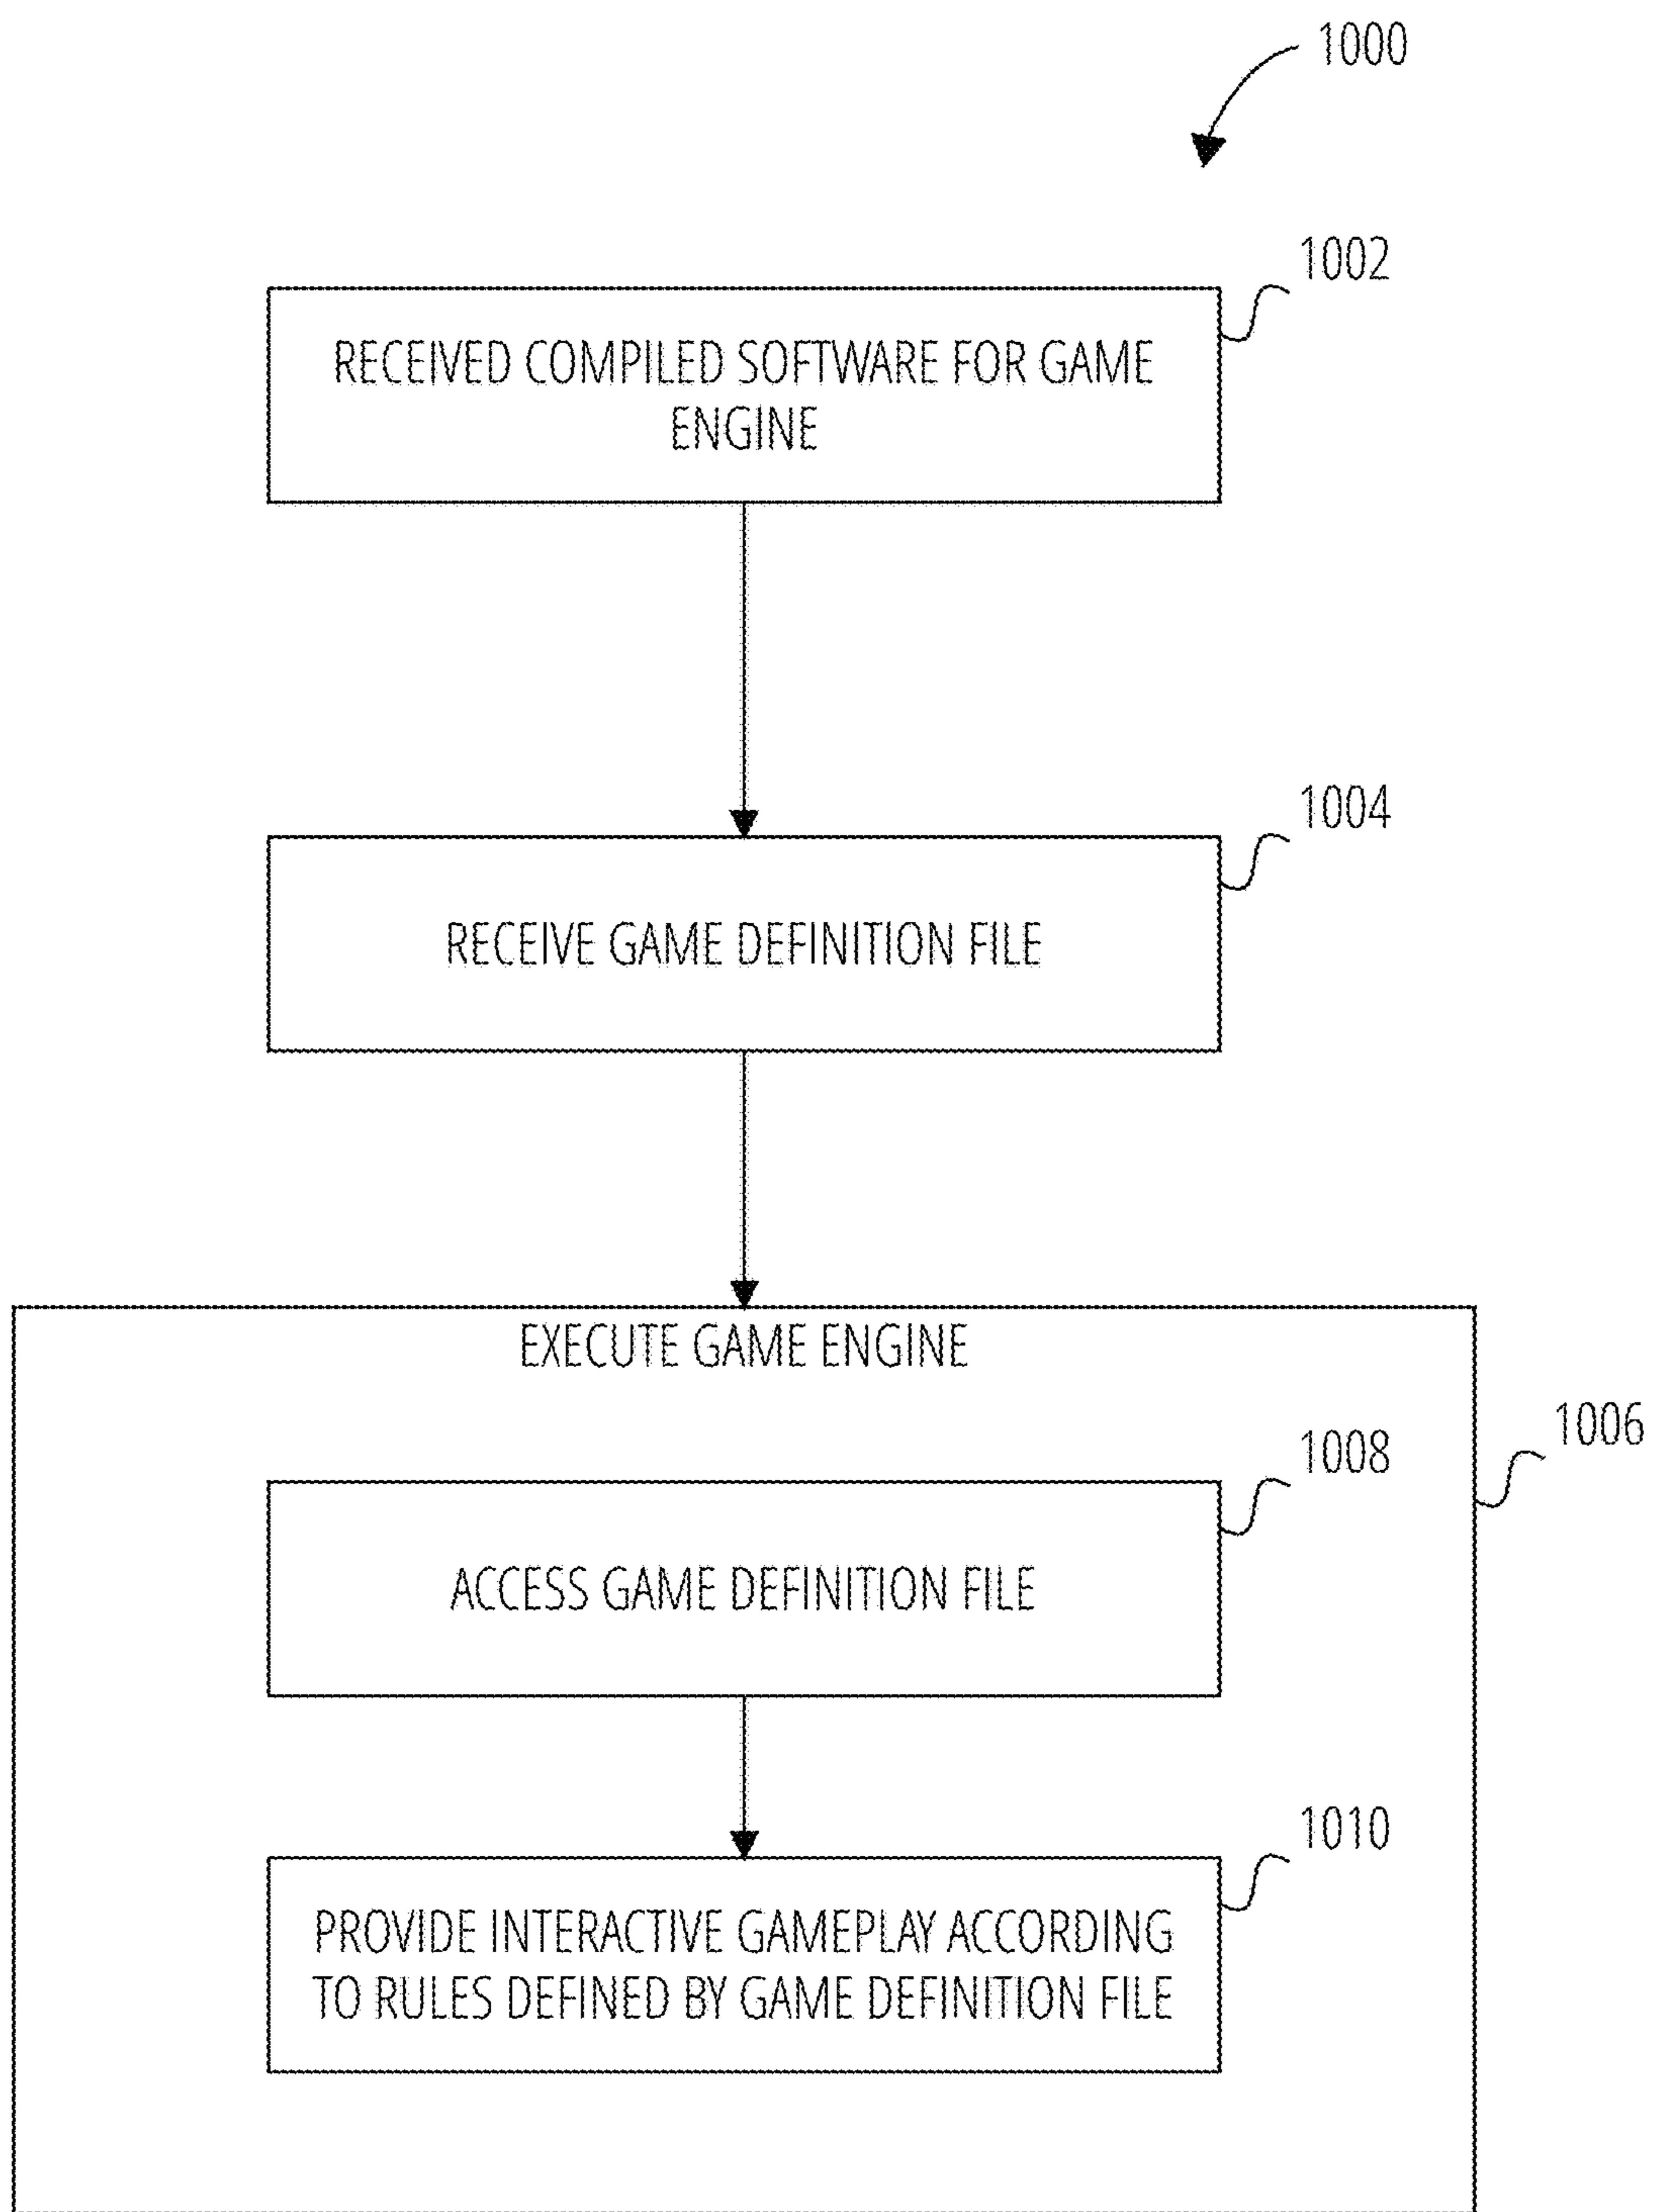 1000
1002
RECEIVED COMPILED SOFTWARE FOR GAME
ENGINE
1004
RECEIVE GAME DEFINITION FILE
EXECUTE GAME ENGINE
1006
1008
ACCESS GAME DEFINITION FILE
1010
PROVIDE INTERACTIVE GAMEPLAY ACCORDING
TO RULES DEFINED BY GAME DEFINITION FILE